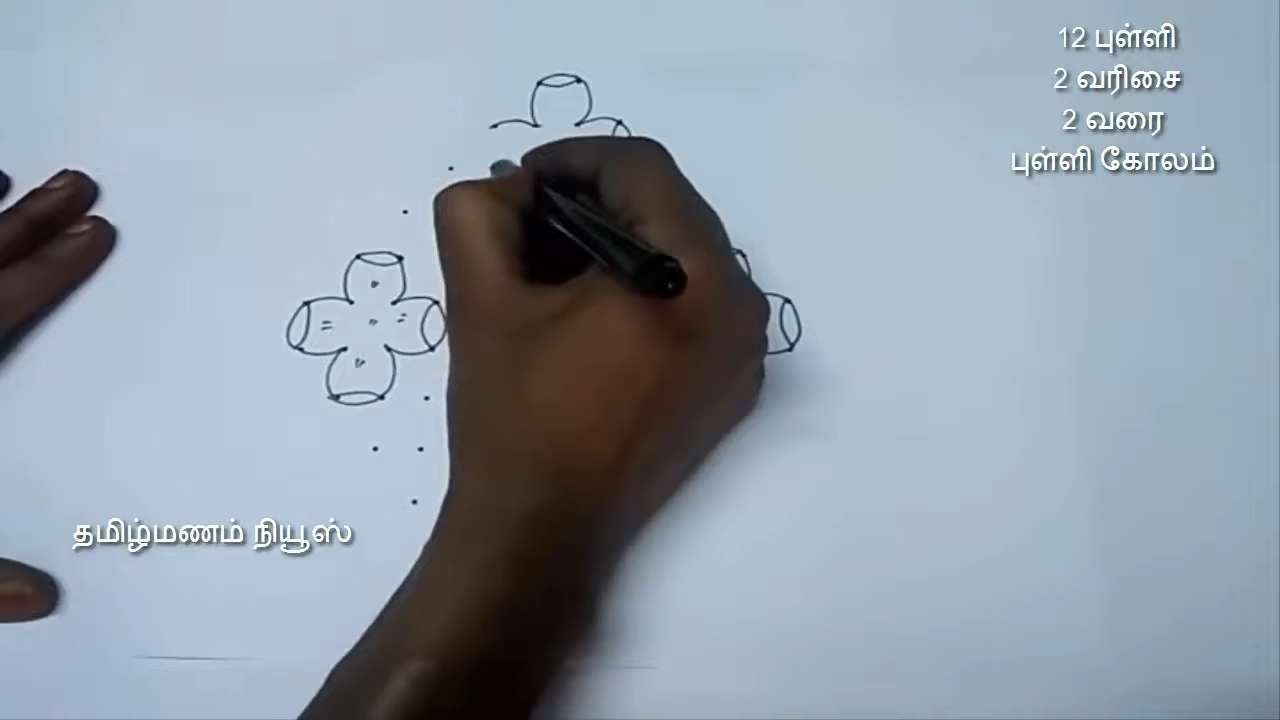 12 புள்ளி
2 வரிசை
2 வரை
புள்ளி கோலம்
தமிழ்மணம் நியூஸ்